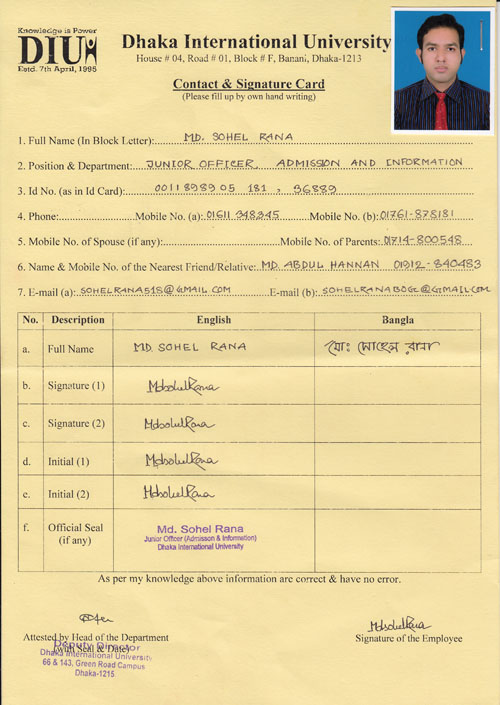 Knowledge is Power
DIU
Estd. 7th April, 1995
Dhaka International University
House # 04, Road # 01, Block # F, Banani, Dhaka-1213
Contact & Signature Card
(Please fill up by own hand writing)
1. Full Name (In Block Letter): MD. SOHEL RANA
2. Position & Department: JUNIOR OFFICER, ADMISSION AND INFORMATION
3. Id No. (as in Id Card): 0011 8989 05 181, 96889
4. Phone: Mobile No. (a): 01611 348345 Mobile No. (b): 01761-878181
5. Mobile No. of Spouse (if any): Mobile No. of Parents: 01714-800548
6. Name & Mobile No. of the Nearest Friend/Relative: MD. ABDUL HANNAN 01912-840483
7. E-mail (a): SOHELRANA518@GMAIL.COM E-mail (b): SOHELRANABOGC@GMAIL.COM
No. Description English Bangla
a. Full Name MD. SOHEL RANA মোঃ সোহেল রানা
b. Signature (1) Mdsohel Rana
c. Signature (2) Mdsohel Rana
d. Initial (1) Mdsohel Rana
e. Initial (2) Mdsohel Rana
f. Official Seal (if any) Md. Sohel Rana
Junior Officer (Admisson & Information)
Dhaka International University
As per my knowledge above information are correct & have no error.
Mdsohel Rana
Attested by Head of the Department
(with Seal & Date)
Signature of the Employee
Deputy Director
Dhaka International University
66 & 143, Green Road Campus
Dhaka-1215